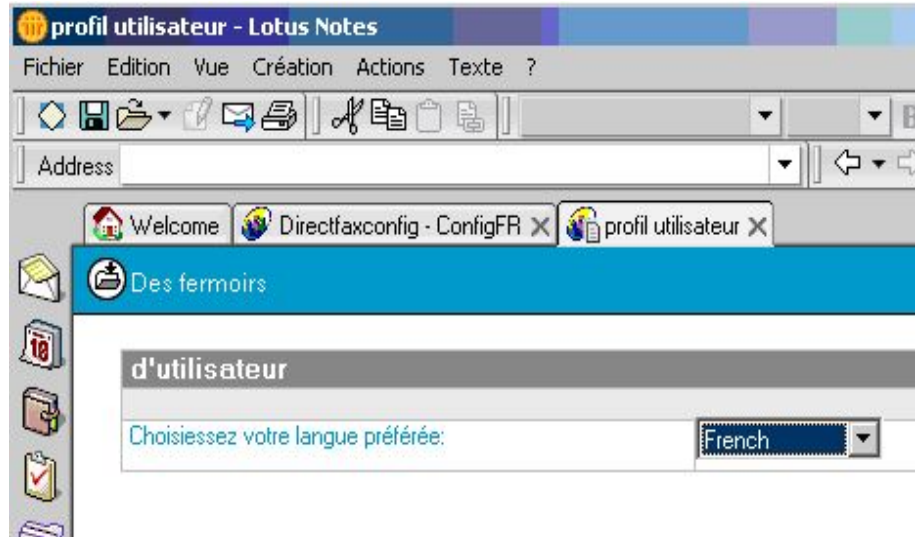 profil utilisateur - Lotus Notes
Fichier Edition Vue Création Actions Texte ?
Address
Welcome Directfaxconfig - ConfigFR profil utilisateur
Des fermoirs
d'utilisateur
Choisiessez votre langue préférée: French